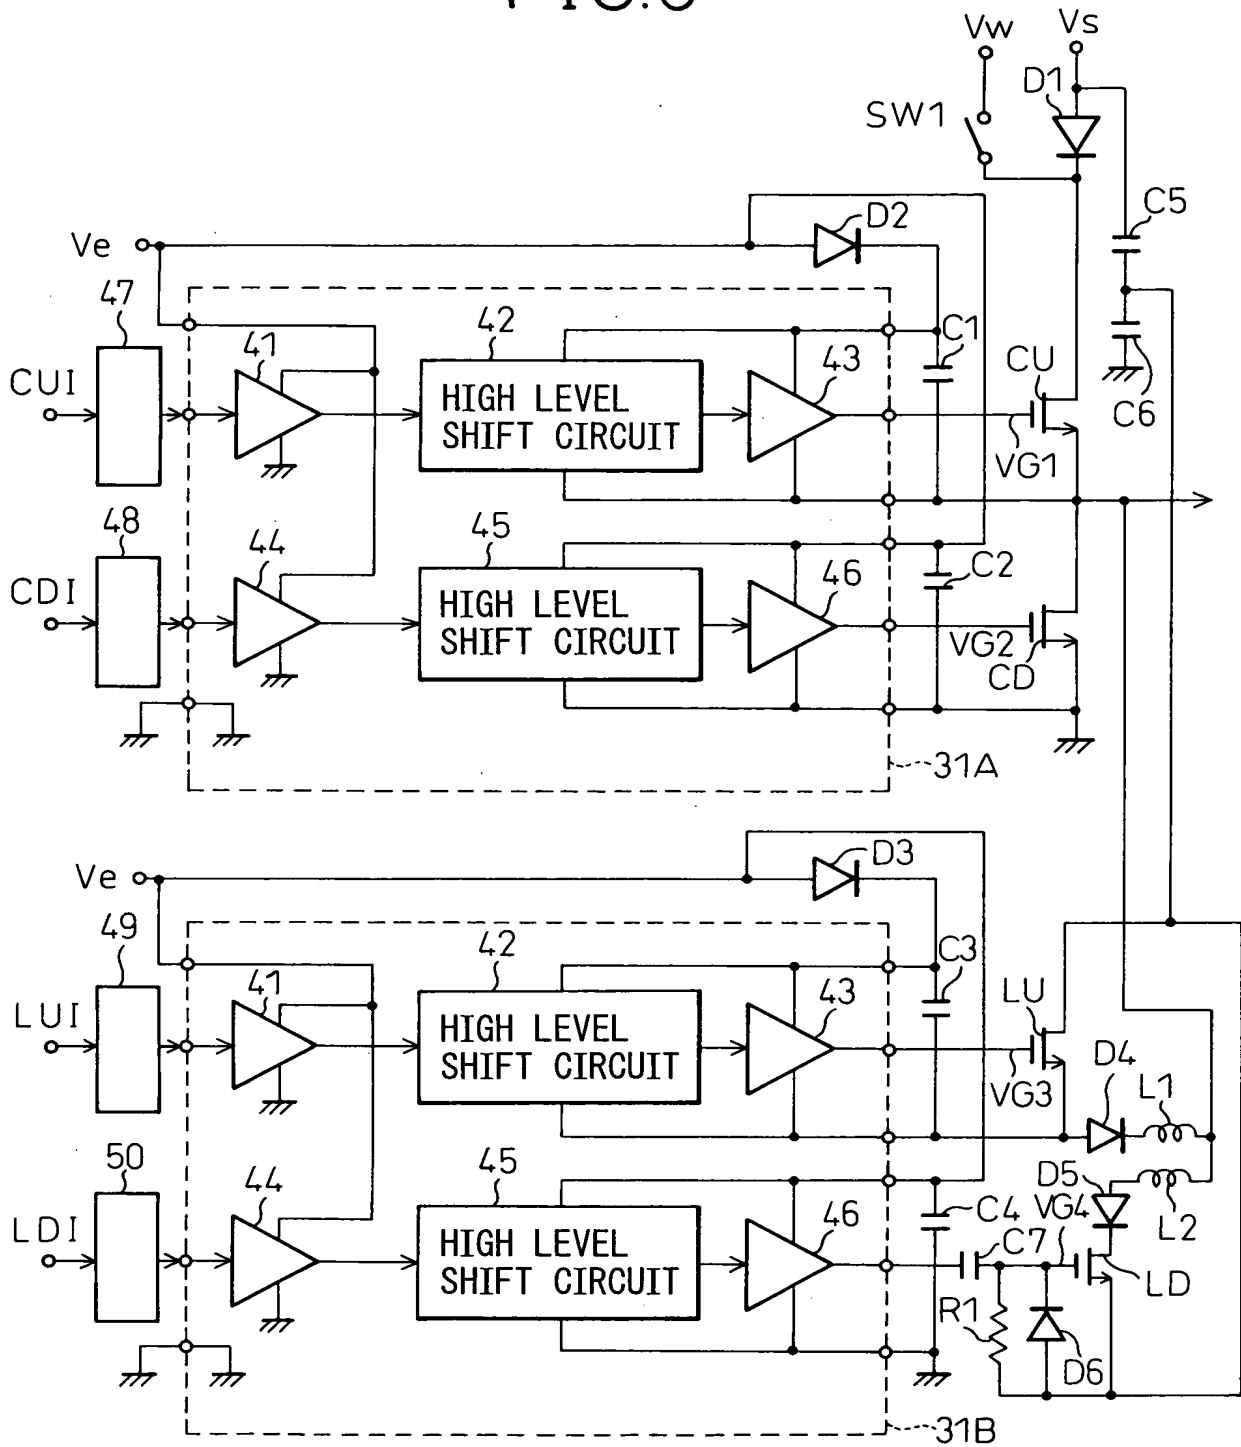 Vw
Vs
D1
SW1
C5
D2
Ve
47
42
41
C1
43
CU
CUI
HIGH LEVEL
SHIFT CIRCUIT
C6
VG1
48
44
45
C2
46
CDI
HIGH LEVEL
SHIFT CIRCUIT
VG2
CD
31A
D3
Ve
49
42
C3
41
43
LU
LUI
HIGH LEVEL
SHIFT CIRCUIT
D4
L1
VG3
50
44
45
D5
46
C4
VG4
L2
C7
LDI
HIGH LEVEL
SHIFT CIRCUIT
LD
R1
D6
31B